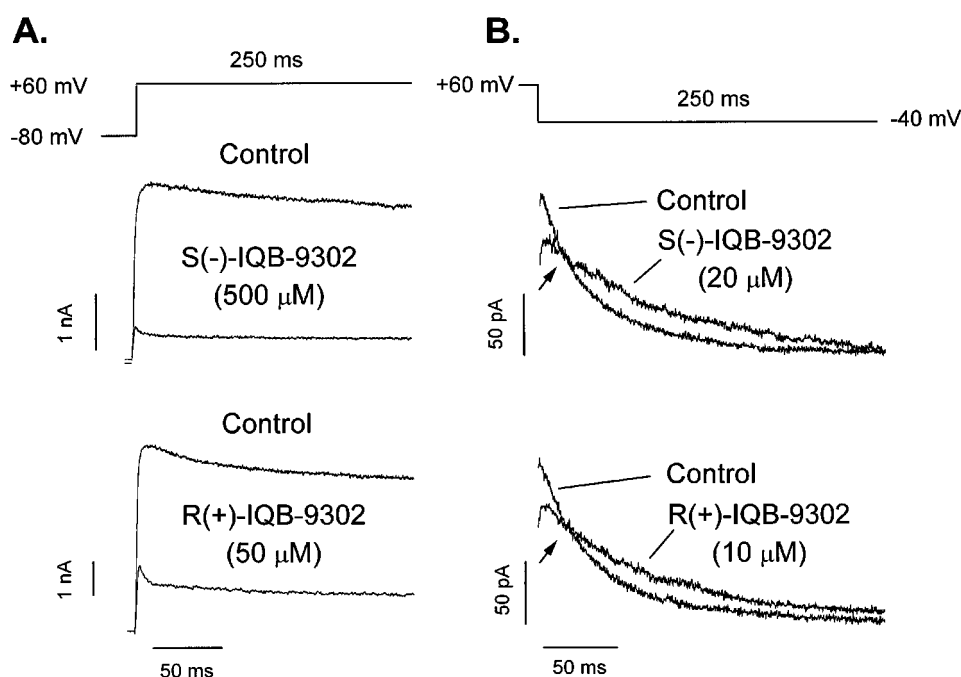 A.
250 ms
+60 mV
-80 mV
Control
S(-)-IQB-9302
(500 μM)
1 nA
Control
R(+)-IQB-9302
(50 μM)
1 nA
50 ms
B.
+60 mV
250 ms
-40 mV
Control
S(-)-IQB-9302
(20 μM)
50 pA
Control
R(+)-IQB-9302
(10 μM)
50 pA
50 ms